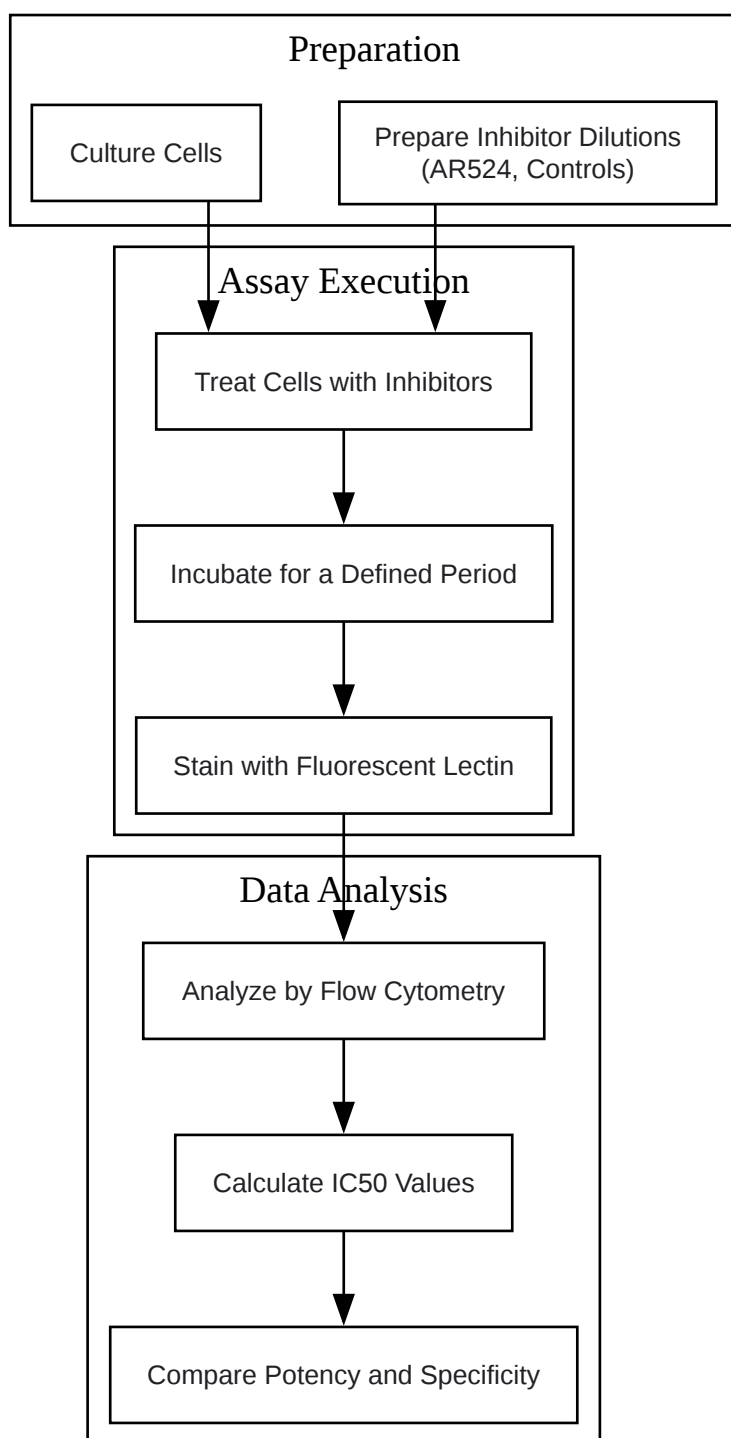 Preparation
Culture Cells
Prepare Inhibitor Dilutions
(AR524, Controls)
Assay Execution
Treat Cells with Inhibitors
Incubate for a Defined Period
Stain with Fluorescent Lectin
Data Analysis
Analyze by Flow Cytometry
Calculate IC50 Values
Compare Potency and Specificity